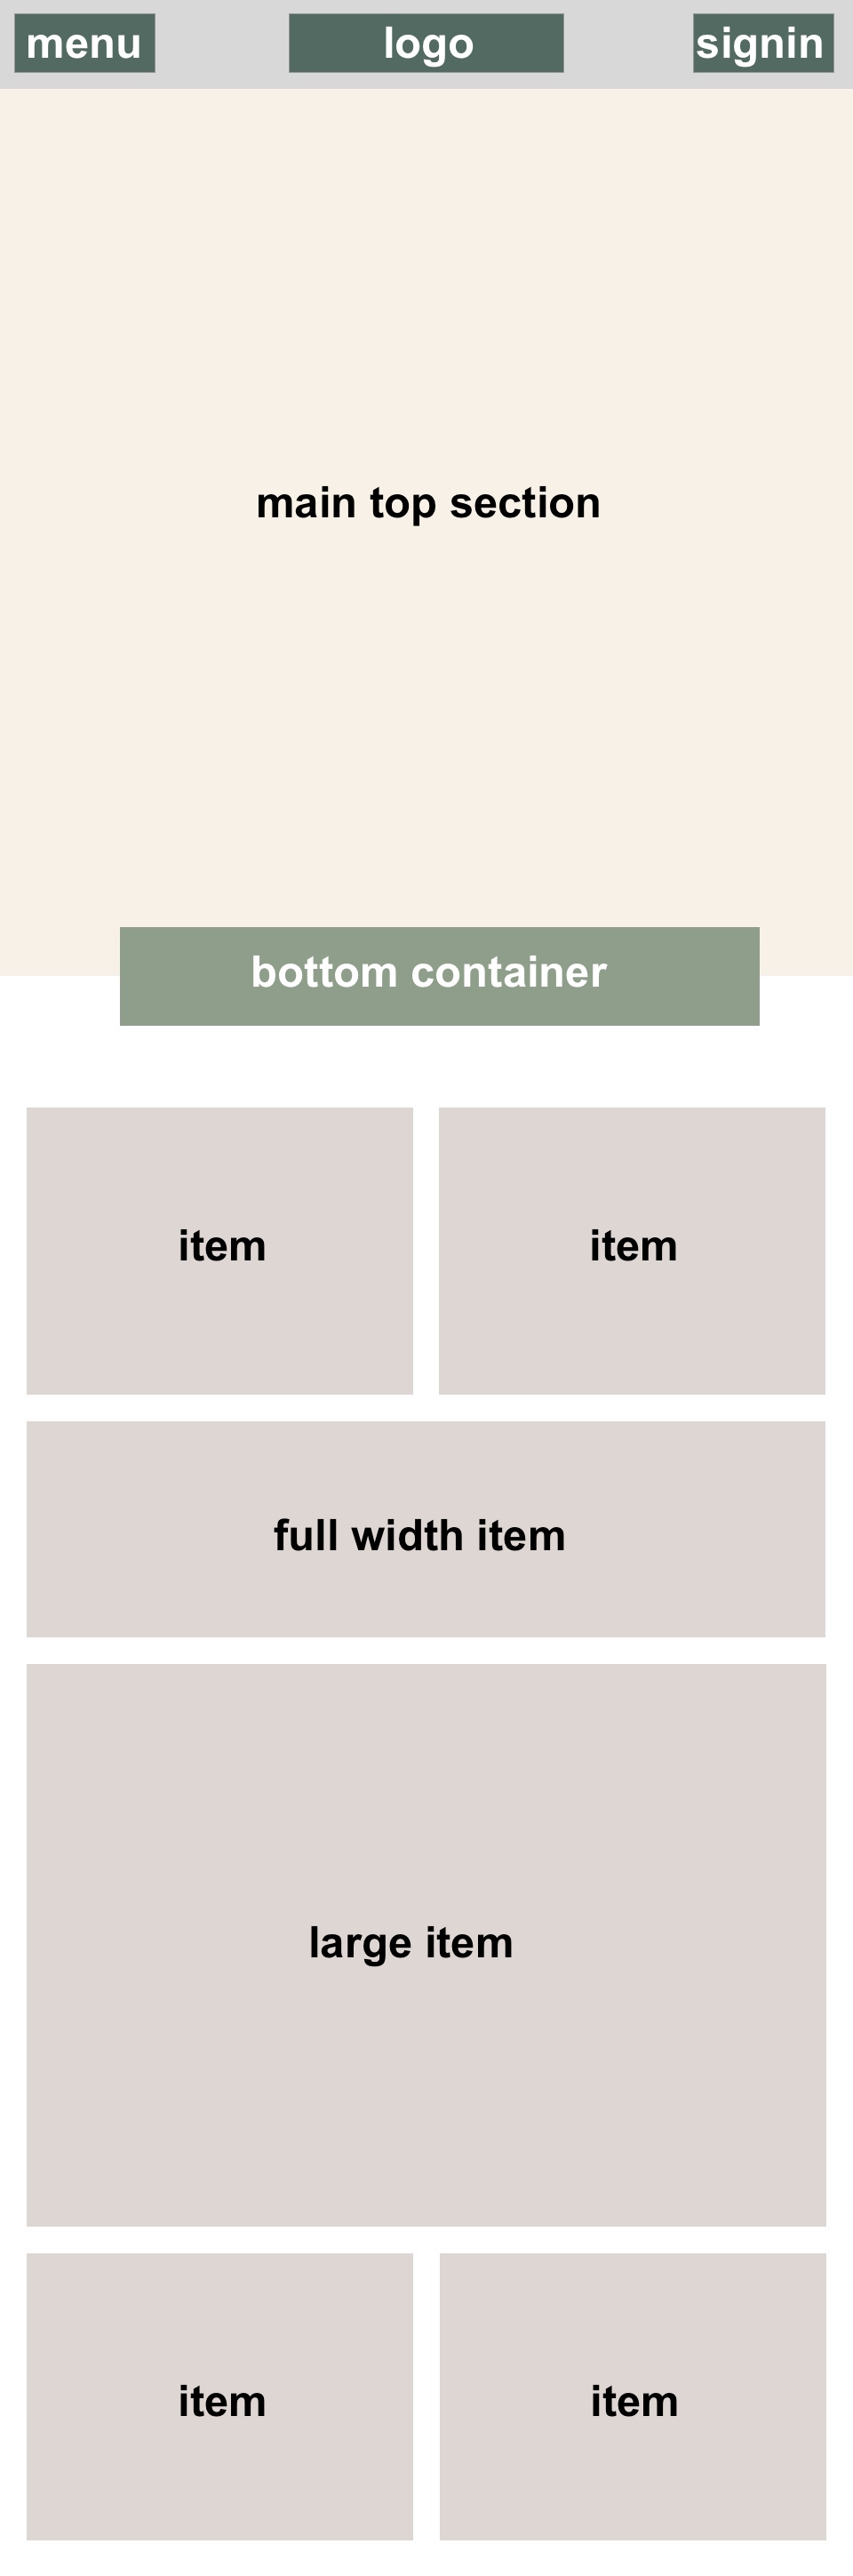 menu
logo
signin
main top section
bottom container
item
item
full width item
large item
item
item